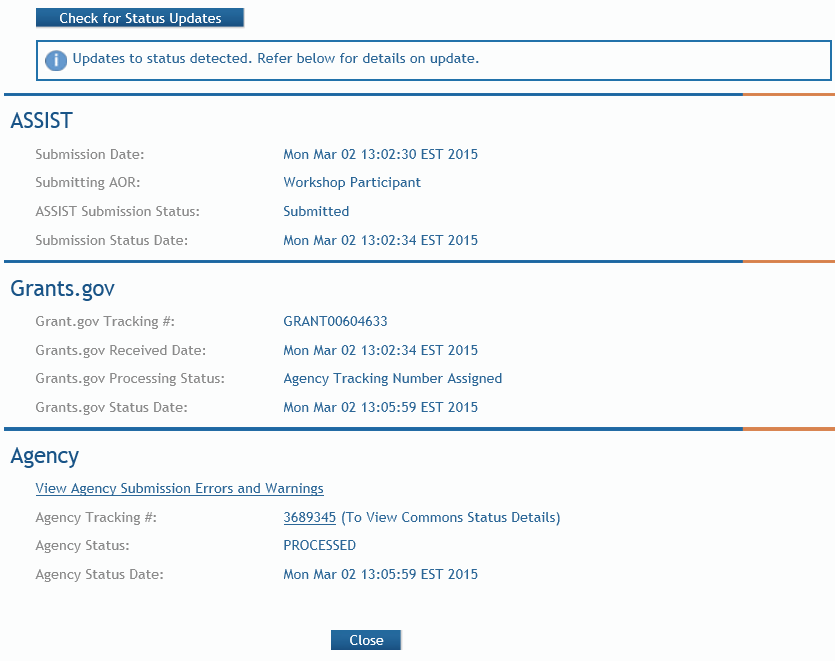 Check for Status Updates
Updates to status detected. Refer below for details on update.
ASSIST
Submission Date: Mon Mar 02 13:02:30 EST 2015
Submitting AOR: Workshop Participant
ASSIST Submission Status: Submitted
Submission Status Date: Mon Mar 02 13:02:34 EST 2015
Grants.gov
Grant.gov Tracking #: GRANT00604633
Grants.gov Received Date: Mon Mar 02 13:02:34 EST 2015
Grants.gov Processing Status: Agency Tracking Number Assigned
Grants.gov Status Date: Mon Mar 02 13:05:59 EST 2015
Agency
View Agency Submission Errors and Warnings
Agency Tracking #: 3689345 (To View Commons Status Details)
Agency Status: PROCESSED
Agency Status Date: Mon Mar 02 13:05:59 EST 2015
Close